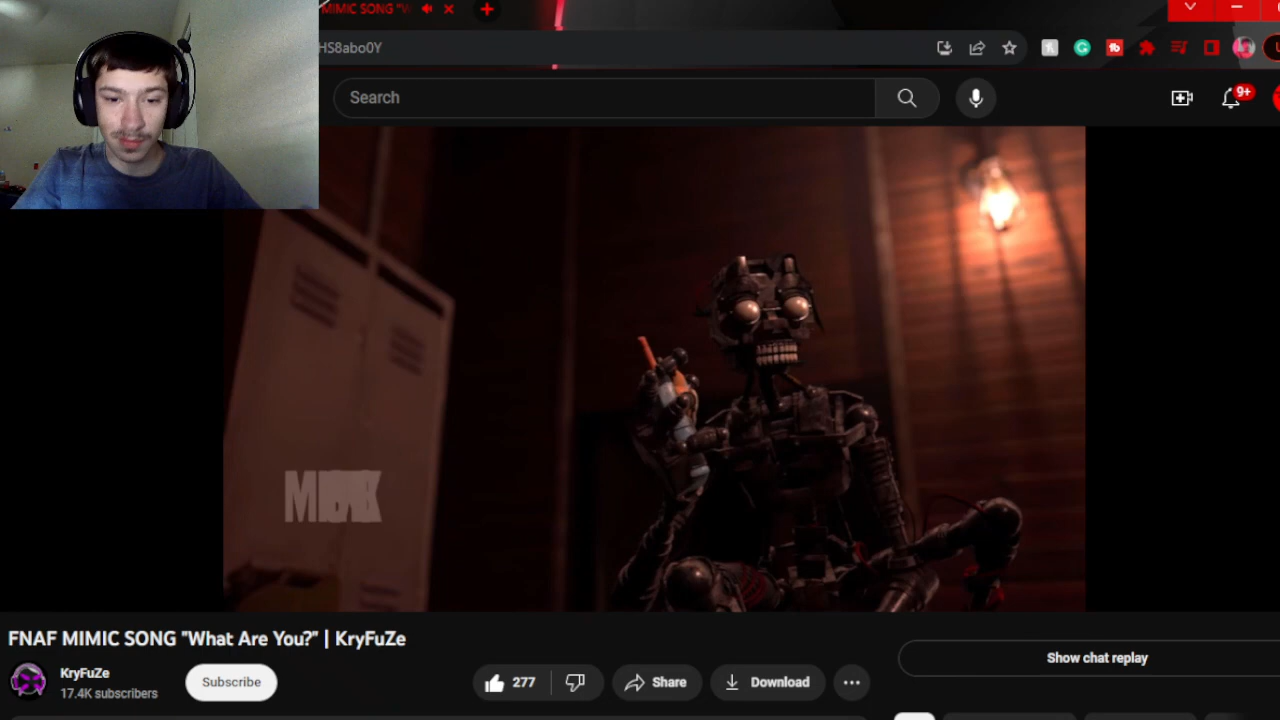 MIMIC SONG "W
HS8abo0Y
Search
9+
FNAF MIMIC SONG "What Are You?" | KryFuZe
KryFuZe
17.4K subscribers
Subscribe
277
Share
Download
Show chat replay